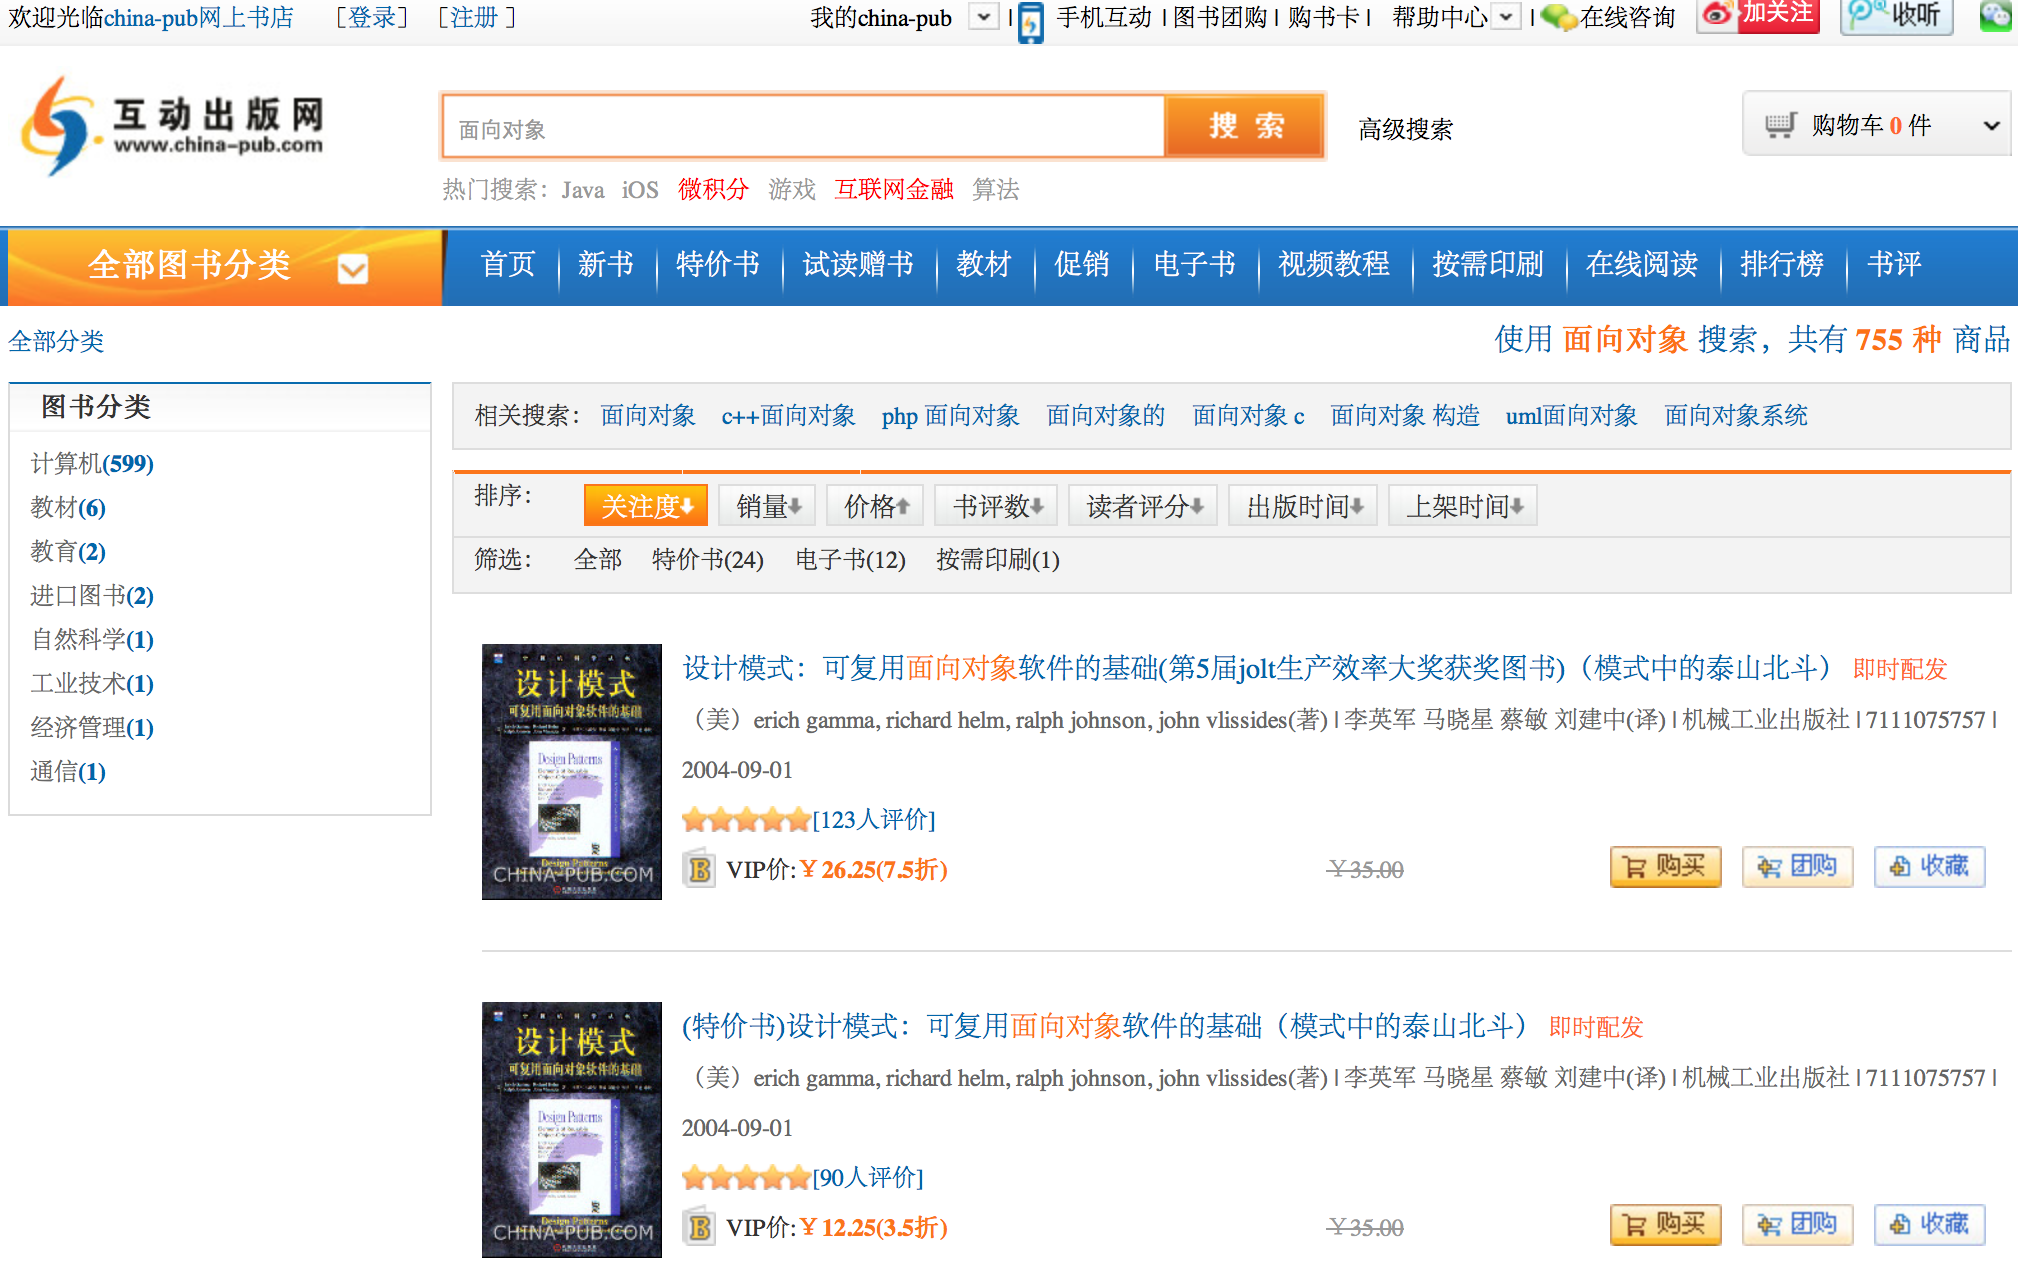 欢迎光临china-pub网上书店 [登录] [注册 ] 我的china-pub | 手机互动 | 图书团购 | 购书卡 | 帮助中心 | 在线咨询 加关注 收听
互动出版网
www.china-pub.com
面向对象 搜 索 高级搜索 购物车 0 件
热门搜索: Java iOS 微积分 游戏 互联网金融 算法
全部图书分类 首页 新书 特价书 试读赠书 教材 促销 电子书 视频教程 按需印刷 在线阅读 排行榜 书评
全部分类 使用 面向对象 搜索，共有 755 种 商品
图书分类
计算机(599)
教材(6)
教育(2)
进口图书(2)
自然科学(1)
工业技术(1)
经济管理(1)
通信(1)
相关搜索: 面向对象 c++面向对象 php 面向对象 面向对象的 面向对象 c 面向对象 构造 uml面向对象 面向对象系统
排序: 关注度 销量 价格 书评数 读者评分 出版时间 上架时间
筛选: 全部 特价书(24) 电子书(12) 按需印刷(1)
设计模式
可复用面向对象软件的基础
Design Patterns
Design Patterns
CHINA-PUB.COM
设计模式：可复用面向对象软件的基础(第5届jolt生产效率大奖获奖图书)（模式中的泰山北斗） 即时配发
（美）erich gamma, richard helm, ralph johnson, john vlissides(著) | 李英军 马晓星 蔡敏 刘建中(译) | 机械工业出版社 | 7111075757 |
2004-09-01
[123人评价]
B VIP价:￥26.25(7.5折) ￥35.00 购买 团购 收藏
设计模式
可复用面向对象软件的基础
Design Patterns
Design Patterns
CHINA-PUB.COM
(特价书)设计模式：可复用面向对象软件的基础（模式中的泰山北斗） 即时配发
（美）erich gamma, richard helm, ralph johnson, john vlissides(著) | 李英军 马晓星 蔡敏 刘建中(译) | 机械工业出版社 | 7111075757 |
2004-09-01
[90人评价]
B VIP价:￥12.25(3.5折) ￥35.00 购买 团购 收藏